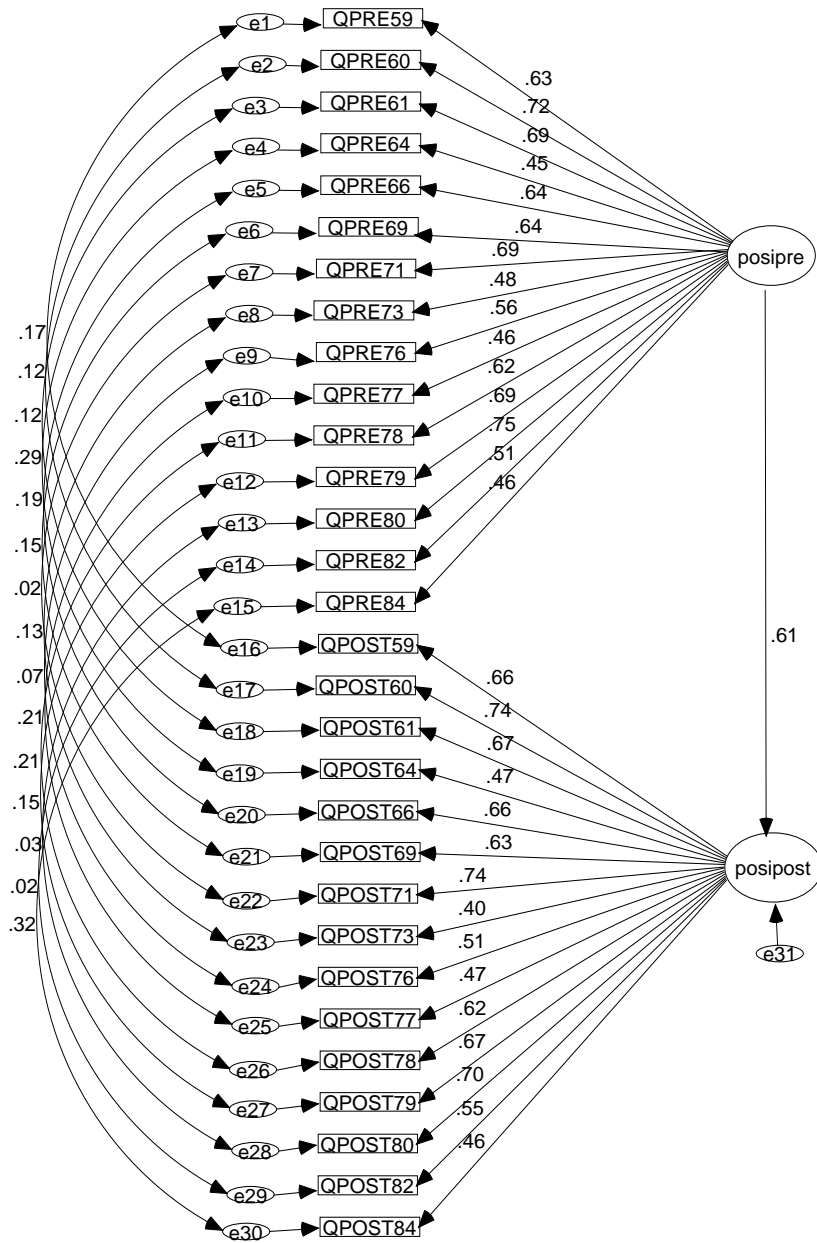 e1 QPRE59
e2 QPRE60
.63
e3 QPRE61
.72
.69
e4 QPRE64
.45
e5 QPRE66
.64
e6 QPRE69
.64
posipre
.69
e7 QPRE71
.48
e8 QPRE73
.56
.17
.46
e9 QPRE76
.12
.62
e10 QPRE77
.69
.12
.75
e11 QPRE78
.29
.51
e12 QPRE79
.46
.19
e13 QPRE80
.15
e14 QPRE82
.02
e15 QPRE84
.13
.61
e16 QPOST59
.07
.66
e17 QPOST60
.21
.74
e18 QPOST61
.67
.21
e19 QPOST64
.47
.15
.66
e20 QPOST66
.03
.63
e21 QPOST69
posipost
.02
.74
e22 QPOST71
.32
.40
e23 QPOST73
.51
e31
e24 QPOST76
.47
e25 QPOST77
.62
.67
e26 QPOST78
.70
e27 QPOST79
.55
.46
e28 QPOST80
e29 QPOST82
e30 QPOST84